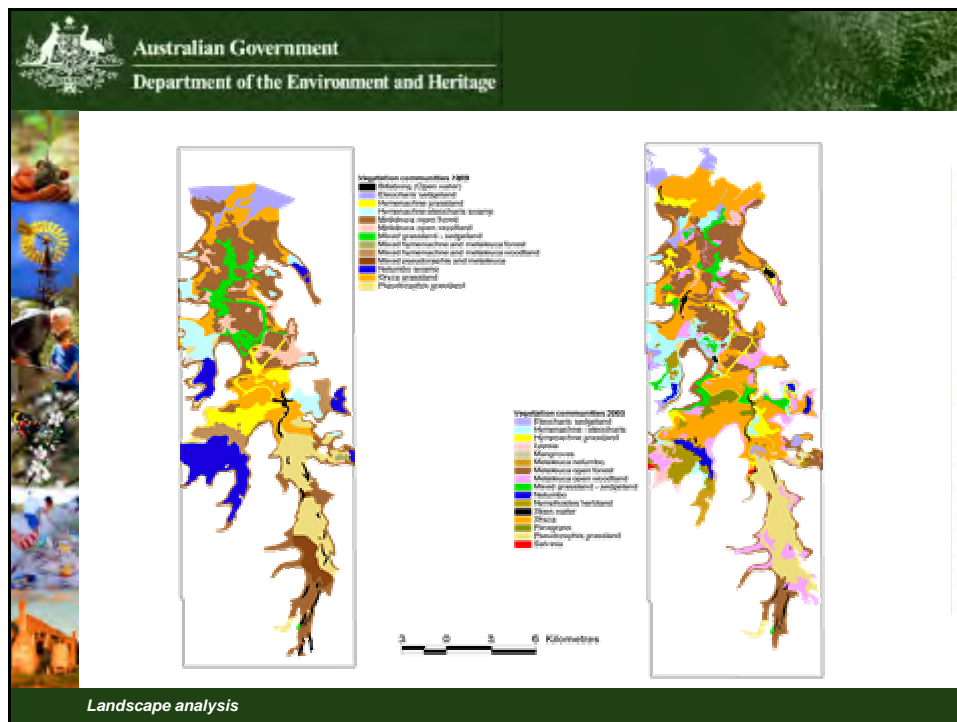 Australian Government
Department of the Environment and Heritage
Vegetation communities
Billabong (Open water)
Eleocharis sedgeland
Hymenachne grassland
Hymenachne eleocharis swamp
Melaleuca open forest
Melaleuca open woodland
Mixed grassland - sedgeland
Mixed hymenachne and melaleuca forest
Mixed hymenachne and melaleuca woodland
Mixed pseudoraphis and melaleuca
Nelumbo swamp
Oryza grassland
Pseudoraphis grassland
Vegetation communities 2003
Eleocharis sedgeland
Hymenachne - eleocharis
Hymenachne grassland
Mangroves
Melaleuca nelumbo
Melaleuca open forest
Melaleuca open woodland
Mixed grassland - sedgeland
Nelumbo
Nymphoides herbland
Open water
Oryza
Paragrass
Pseudoraphis grassland
Salvinia
3 0 3 6 Kilometres
Landscape analysis